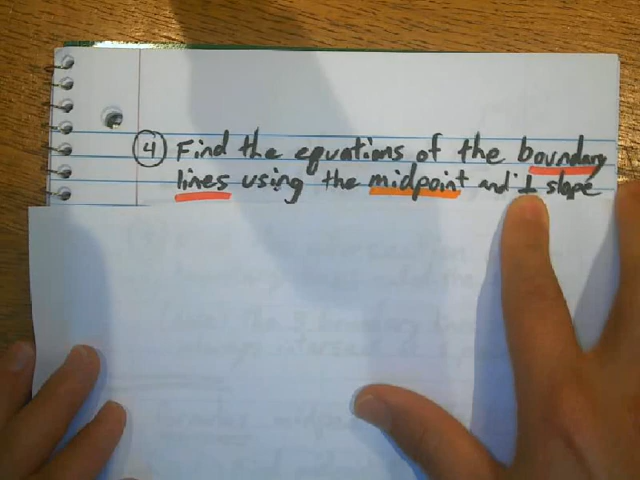 ④ Find the equations of the boundary
lines using the midpoint and ⊥ slope